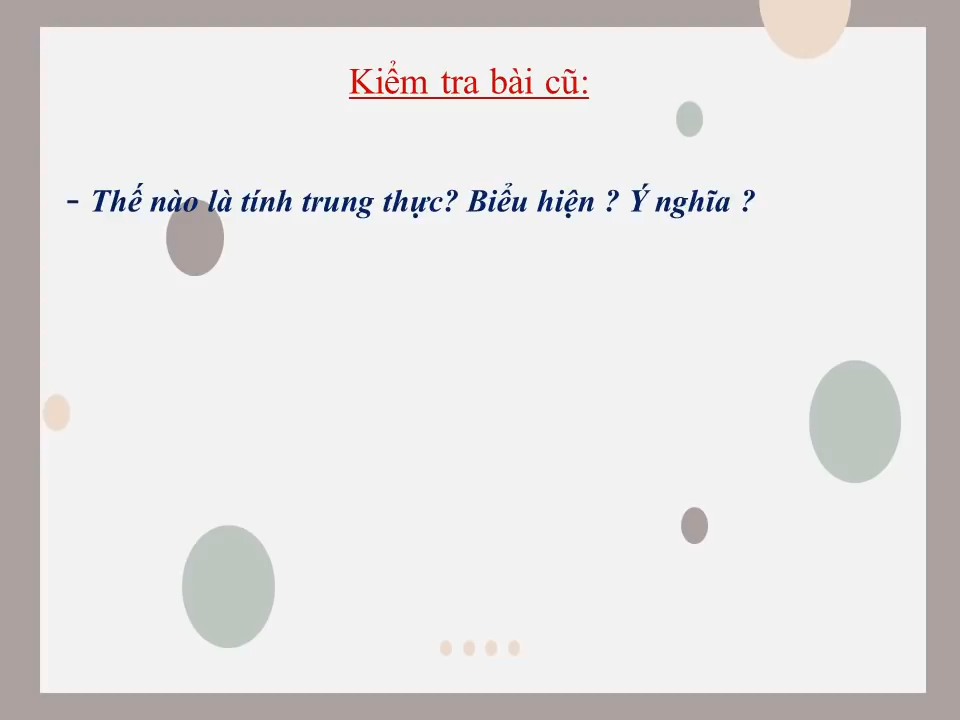 Kiểm tra bài cũ:
- Thế nào là tính trung thực? Biểu hiện ? Ý nghĩa ?